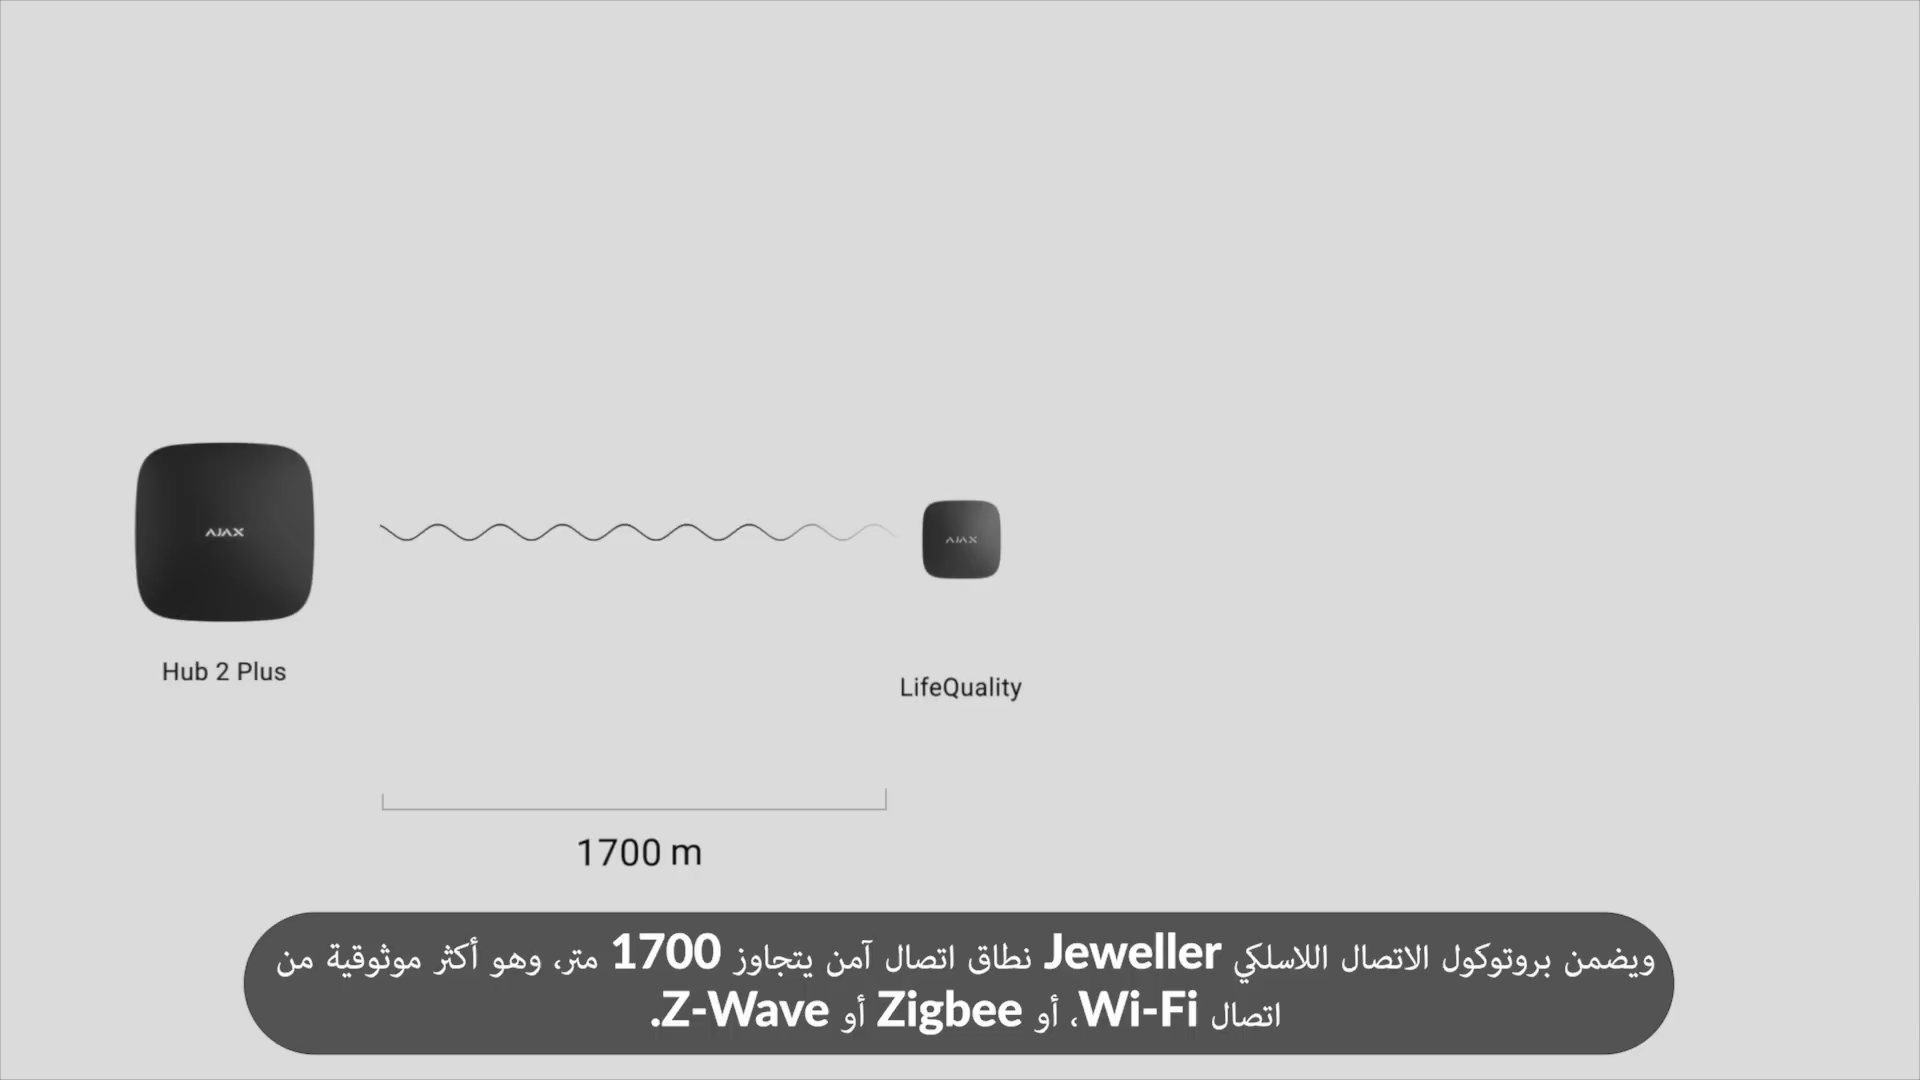 AJAX
AJAX
Hub 2 Plus
LifeQuality
1700 m
ويضمن بروتوكول الاتصال اللاسلكي Jeweller نطاق اتصال آمن يتجاوز 1700 متر، وهو أكثر موثوقية من
اتصال Wi-Fi، أو Zigbee أو Z-Wave.